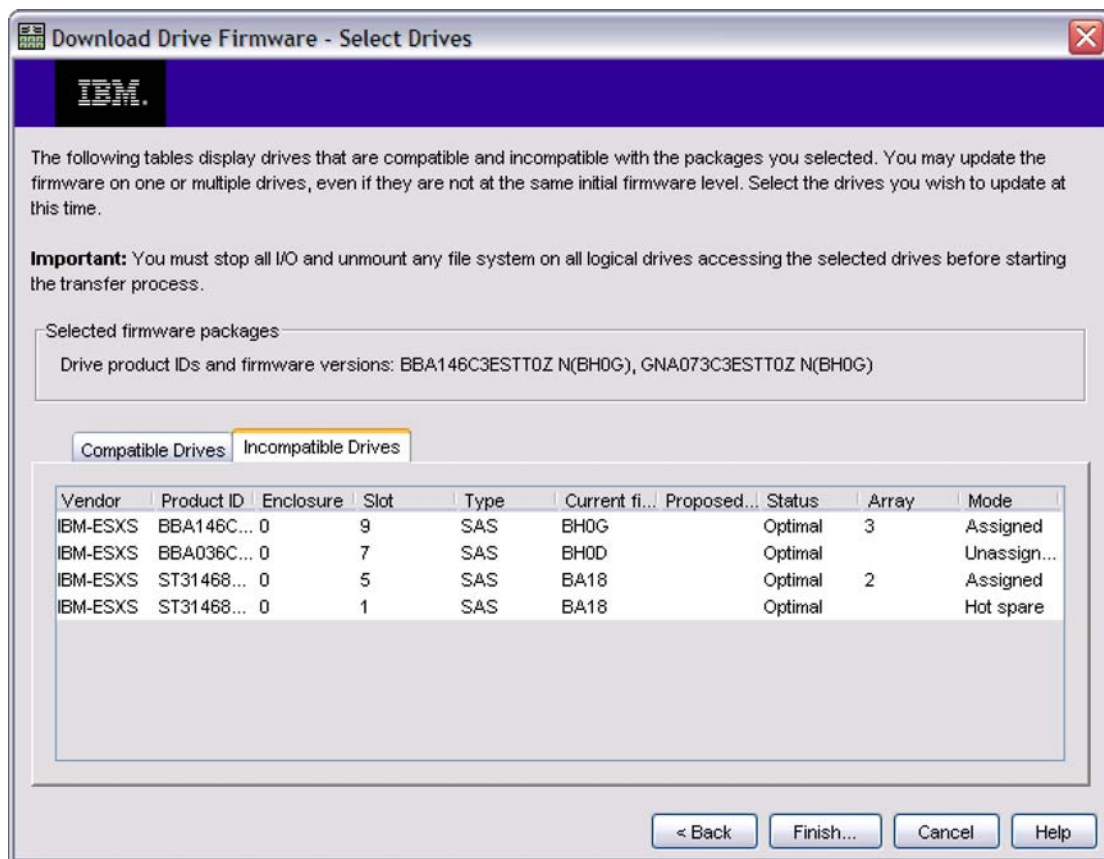 Download Drive Firmware - Select Drives
IBM.
The following tables display drives that are compatible and incompatible with the packages you selected. You may update the
firmware on one or multiple drives, even if they are not at the same initial firmware level. Select the drives you wish to update at
this time.
Important: You must stop all I/O and unmount any file system on all logical drives accessing the selected drives before starting
the transfer process.
Selected firmware packages
Drive product IDs and firmware versions: BBA146C3ESTT0Z N(BH0G), GNA073C3ESTT0Z N(BH0G)
Compatible Drives Incompatible Drives
Vendor Product ID Enclosure Slot Type Current fi... Proposed... Status Array Mode
IBM-ESXS BBA146C... 0 9 SAS BH0G Optimal 3 Assigned
IBM-ESXS BBA036C... 0 7 SAS BH0D Optimal Unassign...
IBM-ESXS ST31468... 0 5 SAS BA18 Optimal 2 Assigned
IBM-ESXS ST31468... 0 1 SAS BA18 Optimal Hot spare
< Back Finish... Cancel Help